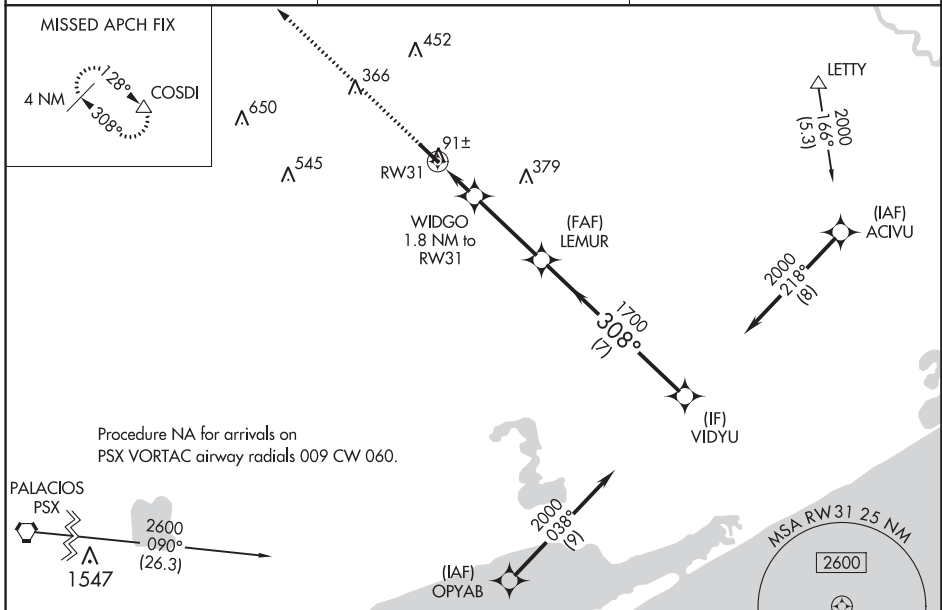 MISSED APCH FIX
4 NM
128°
308°
COSDI
452
366
650
545
91±
379
RW31
WIDGO
1.8 NM to
RW31
(FAF)
LEMUR
LETTY
2000
166°
(5.3)
(IAF)
ACIVU
2000
218°
(8)
1700
308°
(7)
(IF)
VIDYU
Procedure NA for arrivals on
PSX VORTAC airway radials 009 CW 060.
PALACIOS
PSX
2600
090°
(26.3)
1547
2000
038°
(9)
(IAF)
OPYAB
MSA RW31 25 NM
2600